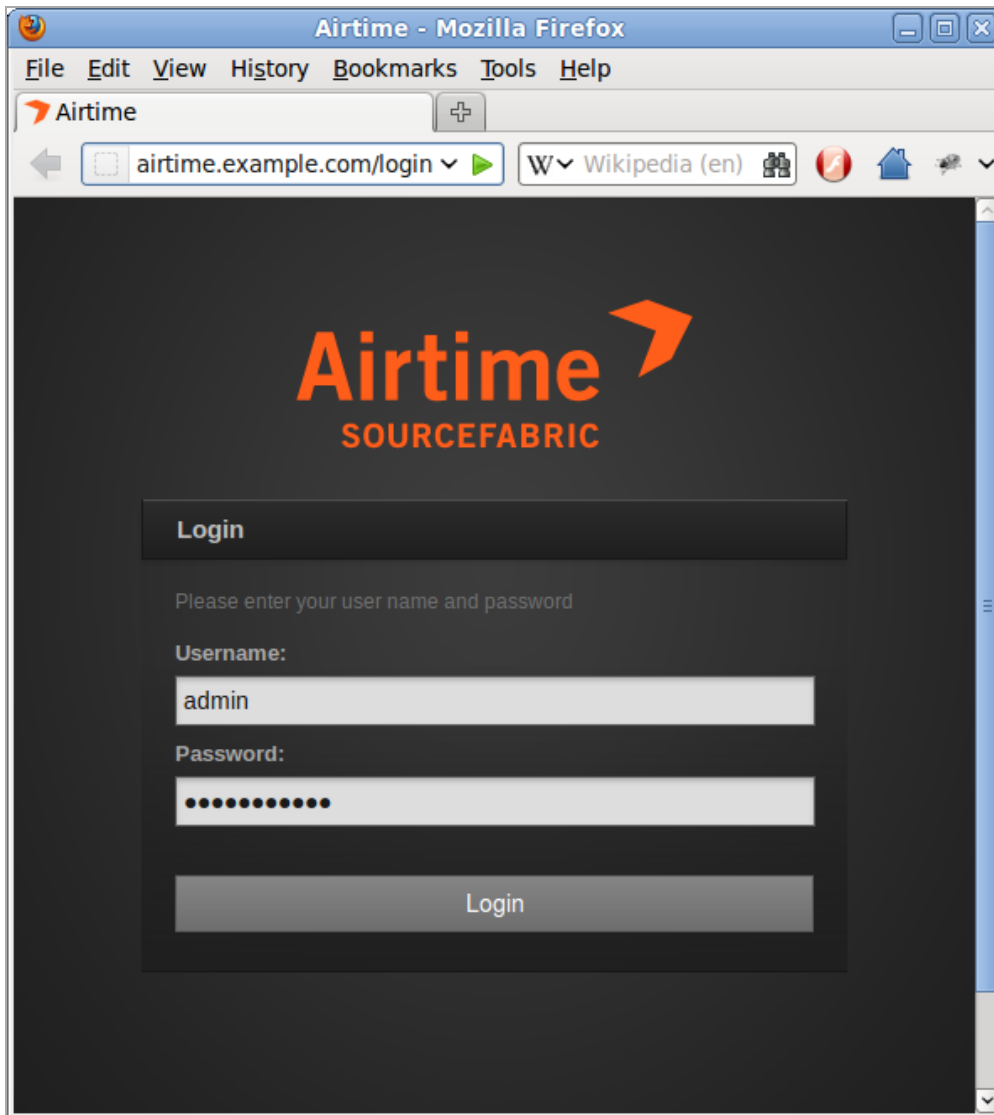 Airtime - Mozilla Firefox
File Edit View History Bookmarks Tools Help
Airtime
airtime.example.com/login W Wikipedia (en)
Airtime
SOURCEFABRIC
Login
Please enter your user name and password
Username:
admin
Password:
•••••••••••
Login